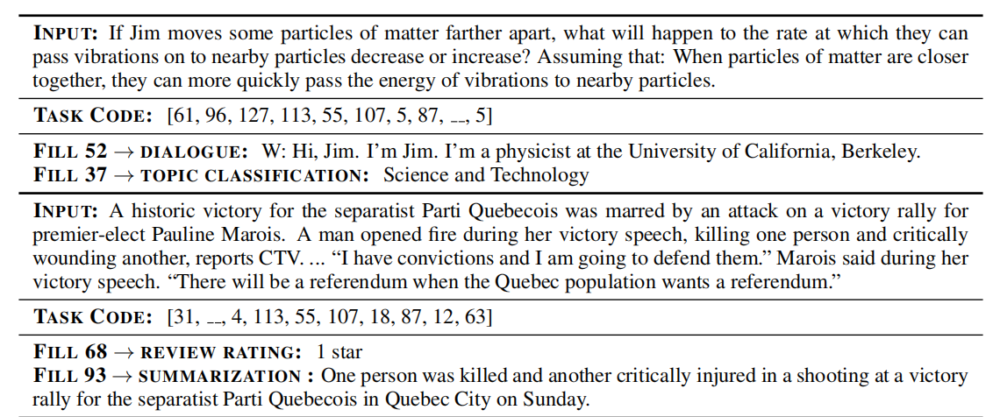 INPUT: If Jim moves some particles of matter farther apart, what will happen to the rate at which they can
pass vibrations on to nearby particles decrease or increase? Assuming that: When particles of matter are closer
together, they can more quickly pass the energy of vibrations to nearby particles.
TASK CODE: [61, 96, 127, 113, 55, 107, 5, 87, __, 5]
FILL 52 → DIALOGUE: W: Hi, Jim. I'm Jim. I'm a physicist at the University of California, Berkeley.
FILL 37 → TOPIC CLASSIFICATION: Science and Technology
INPUT: A historic victory for the separatist Parti Quebecois was marred by an attack on a victory rally for
premier-elect Pauline Marois. A man opened fire during her victory speech, killing one person and critically
wounding another, reports CTV. ... “I have convictions and I am going to defend them.” Marois said during her
victory speech. “There will be a referendum when the Quebec population wants a referendum.”
TASK CODE: [31, __, 4, 113, 55, 107, 18, 87, 12, 63]
FILL 68 → REVIEW RATING: 1 star
FILL 93 → SUMMARIZATION : One person was killed and another critically injured in a shooting at a victory
rally for the separatist Parti Quebecois in Quebec City on Sunday.